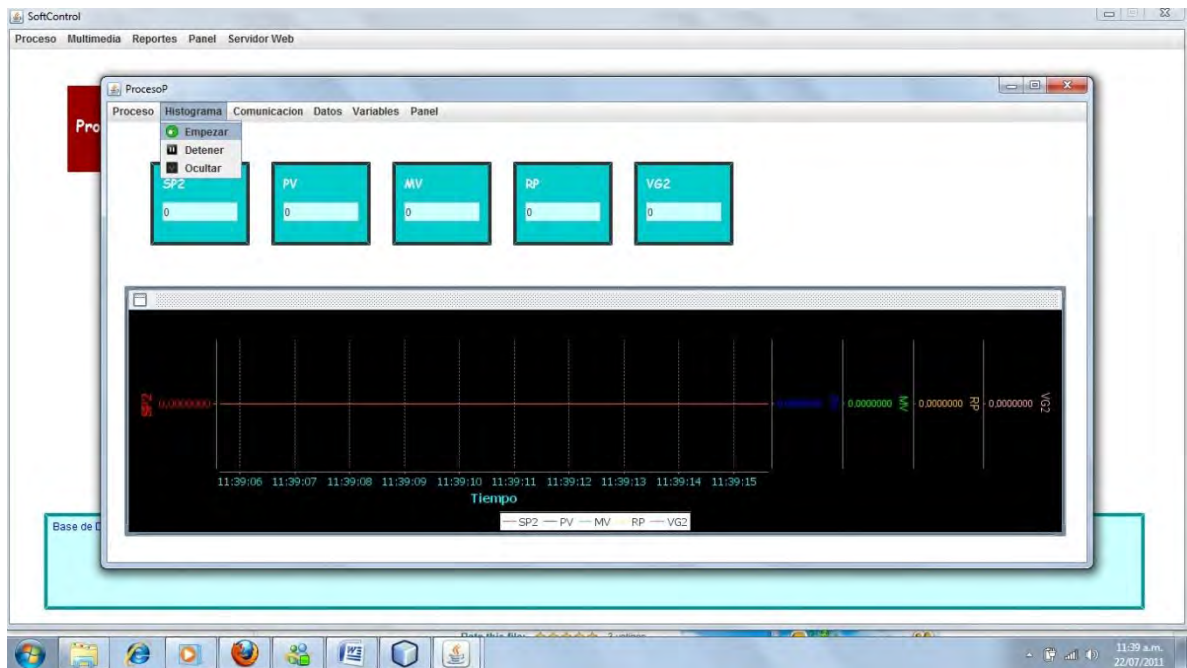 SoftControl
Proceso Multimedia Reportes Panel Servidor Web
ProcesoP
Proceso Histograma Comunicacion Datos Variables Panel
Pro
Empezar
Detener
Ocultar
SP2 PV MV RP VG2
0 0 0 0 0
SP2 0,0000000 0,0000000 MV 0,0000000 RP 0,0000000 VG2
11:39:06 11:39:07 11:39:08 11:39:09 11:39:10 11:39:11 11:39:12 11:39:13 11:39:14 11:39:15
Tiempo
SP2 PV MV RP VG2
Base de D
11:39 a.m.
22/07/2011